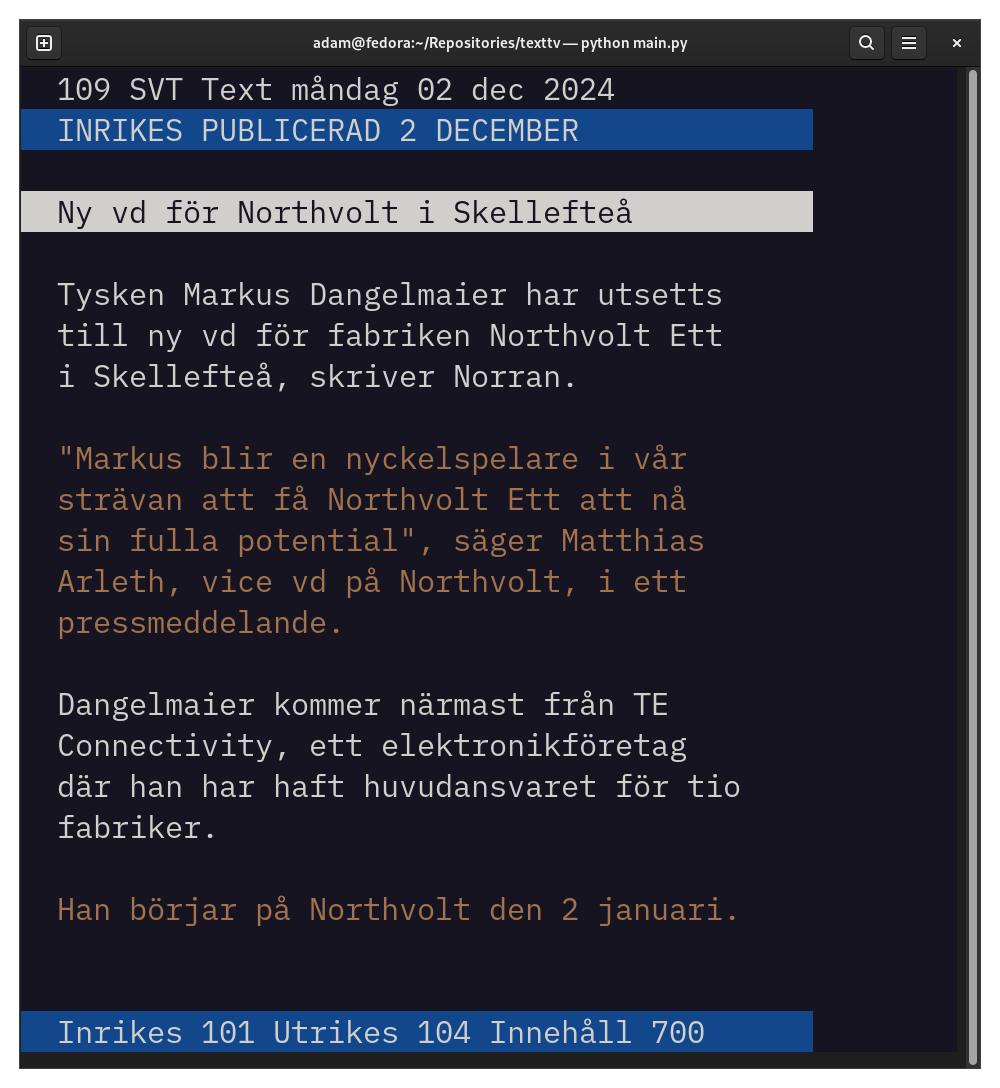 adam@fedora:~/Repositories/texttv — python main.py
109 SVT Text måndag 02 dec 2024
INRIKES PUBLICERAD 2 DECEMBER
Ny vd för Northvolt i Skellefteå
Tysken Markus Dangelmaier har utsetts
till ny vd för fabriken Northvolt Ett
i Skellefteå, skriver Norran.
"Markus blir en nyckelspelare i vår
strävan att få Northvolt Ett att nå
sin fulla potential", säger Matthias
Arleth, vice vd på Northvolt, i ett
pressmeddelande.
Dangelmaier kommer närmast från TE
Connectivity, ett elektronikföretag
där han har haft huvudansvaret för tio
fabriker.
Han börjar på Northvolt den 2 januari.
Inrikes 101 Utrikes 104 Innehåll 700